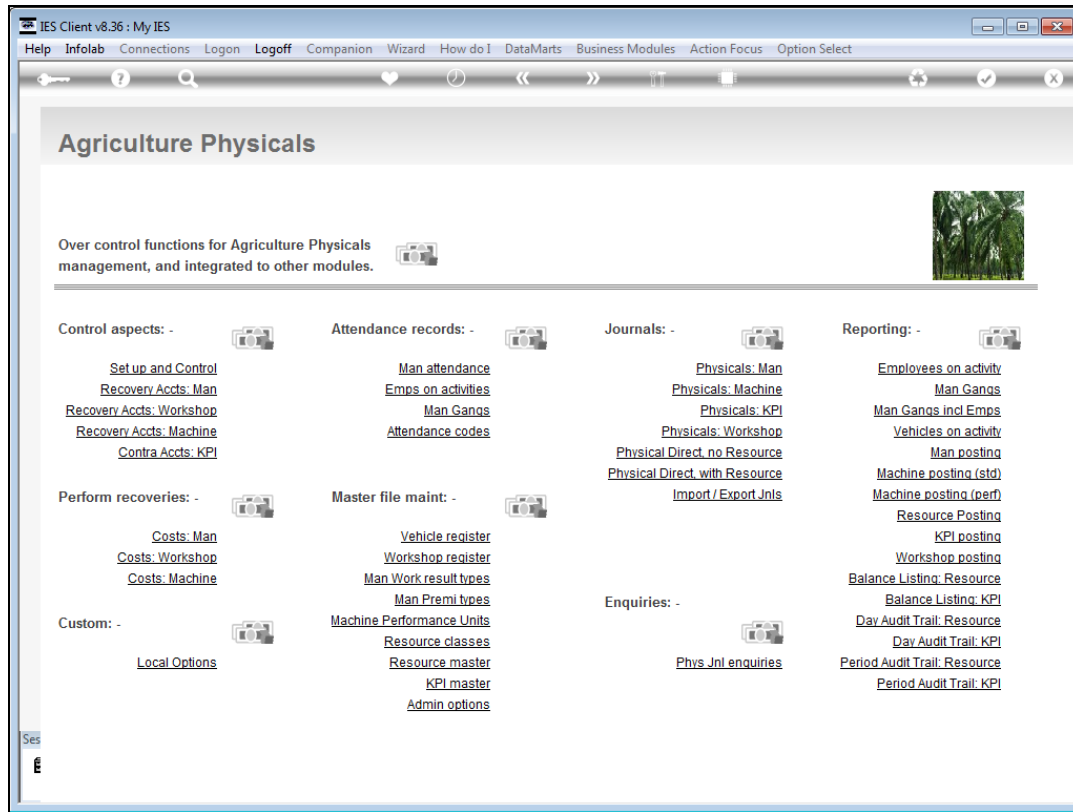 IES Client v8.36 : My IES
Help Infolab Connections Logon Logoff Companion Wizard How do I DataMarts Business Modules Action Focus Option Select
Agriculture Physicals
Over control functions for Agriculture Physicals
management, and integrated to other modules.
Control aspects: -
Set up and Control
Recovery Accts: Man
Recovery Accts: Workshop
Recovery Accts: Machine
Contra Accts: KPI
Perform recoveries: -
Costs: Man
Costs: Workshop
Costs: Machine
Custom: -
Local Options
Attendance records: -
Man attendance
Emps on activities
Man Gangs
Attendance codes
Master file maint: -
Vehicle register
Workshop register
Man Work result types
Man Premi types
Machine Performance Units
Resource classes
Resource master
KPI master
Admin options
Journals: -
Physicals: Man
Physicals: Machine
Physicals: KPI
Physicals: Workshop
Physical Direct, no Resource
Physical Direct, with Resource
Import / Export Jnls
Enquiries: -
Phys Jnl enquiries
Reporting: -
Employees on activity
Man Gangs
Man Gangs incl Emps
Vehicles on activity
Man posting
Machine posting (std)
Machine posting (perf)
Resource Posting
KPI posting
Workshop posting
Balance Listing: Resource
Balance Listing: KPI
Day Audit Trail: Resource
Day Audit Trail: KPI
Period Audit Trail: Resource
Period Audit Trail: KPI
Ses